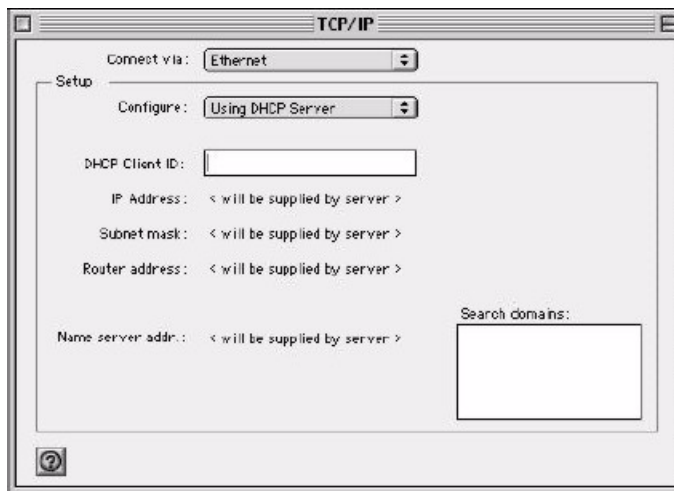 TCP/IP
Connect via: Ethernet
Setup
Configure: Using DHCP Server
DHCP Client ID:
IP Address: < will be supplied by server >
Subnet mask: < will be supplied by server >
Router address: < will be supplied by server >
Search domains:
Name server addr.: < will be supplied by server >
?